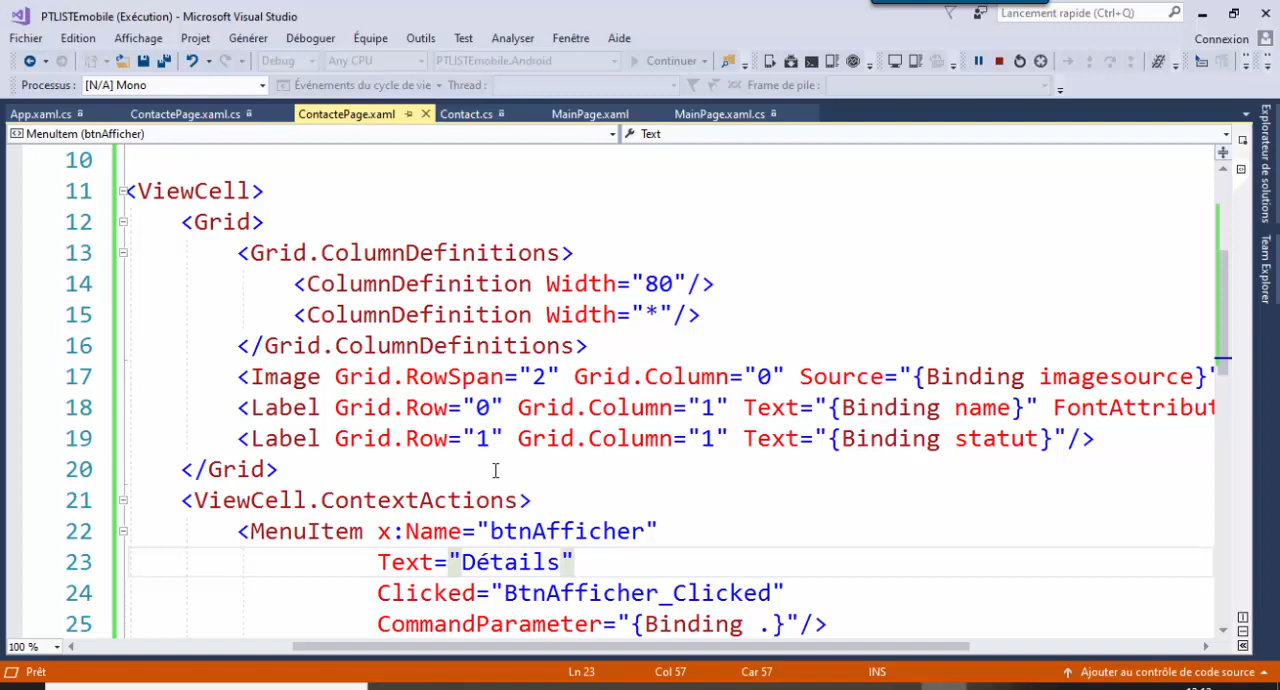 PTLISTEmobile (Exécution) - Microsoft Visual Studio
Lancement rapide (Ctrl+Q)
Fichier Edition Affichage Projet Générer Déboguer Équipe Outils Test Analyser Fenêtre Aide
Connexion
Debug Any CPU PTLISTEmobile.Android Continuer
Processus : [N/A] Mono Événements du cycle de vie Thread : Frame de pile :
App.xaml.cs ContactePage.xaml.cs ContactePage.xaml Contact.cs MainPage.xaml MainPage.xaml.cs
MenuItem (btnAfficher) Text
Explorateur de solutions
Team Explorer
10
11 <ViewCell>
12 <Grid>
13 <Grid.ColumnDefinitions>
14 <ColumnDefinition Width="80"/>
15 <ColumnDefinition Width="*"/>
16 </Grid.ColumnDefinitions>
17 <Image Grid.RowSpan="2" Grid.Column="0" Source="{Binding imagesource}"
18 <Label Grid.Row="0" Grid.Column="1" Text="{Binding name}" FontAttribut
19 <Label Grid.Row="1" Grid.Column="1" Text="{Binding statut}"/>
20 </Grid>
21 <ViewCell.ContextActions>
22 <MenuItem x:Name="btnAfficher"
23 Text="Détails"
24 Clicked="BtnAfficher_Clicked"
25 CommandParameter="{Binding .}"/>
100 %
Prêt Ln 23 Col 57 Car 57 INS Ajouter au contrôle de code source